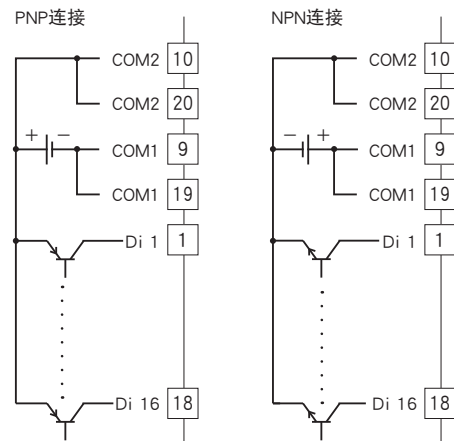 PNP连接
COM2 10
COM2 20
+ − COM1 9
COM1 19
Di 1 1
Di 16 18
NPN连接
COM2 10
COM2 20
− + COM1 9
COM1 19
Di 1 1
Di 16 18